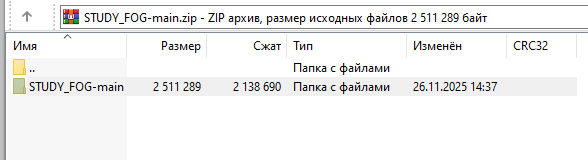 STUDY_FOG-main.zip - ZIP архив, размер исходных файлов 2 511 289 байт
Имя Размер Сжат Тип Изменён CRC32
.. Папка с файлами
STUDY_FOG-main 2 511 289 2 138 690 Папка с файлами 26.11.2025 14:37